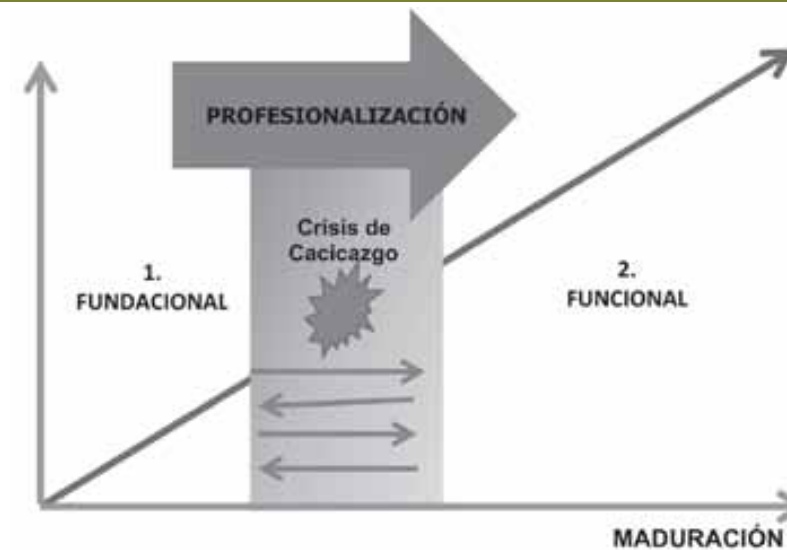 PROFESIONALIZACIÓN
Crisis de
Cacicazgo
1.
FUNDACIONAL
2.
FUNCIONAL
MADURACIÓN